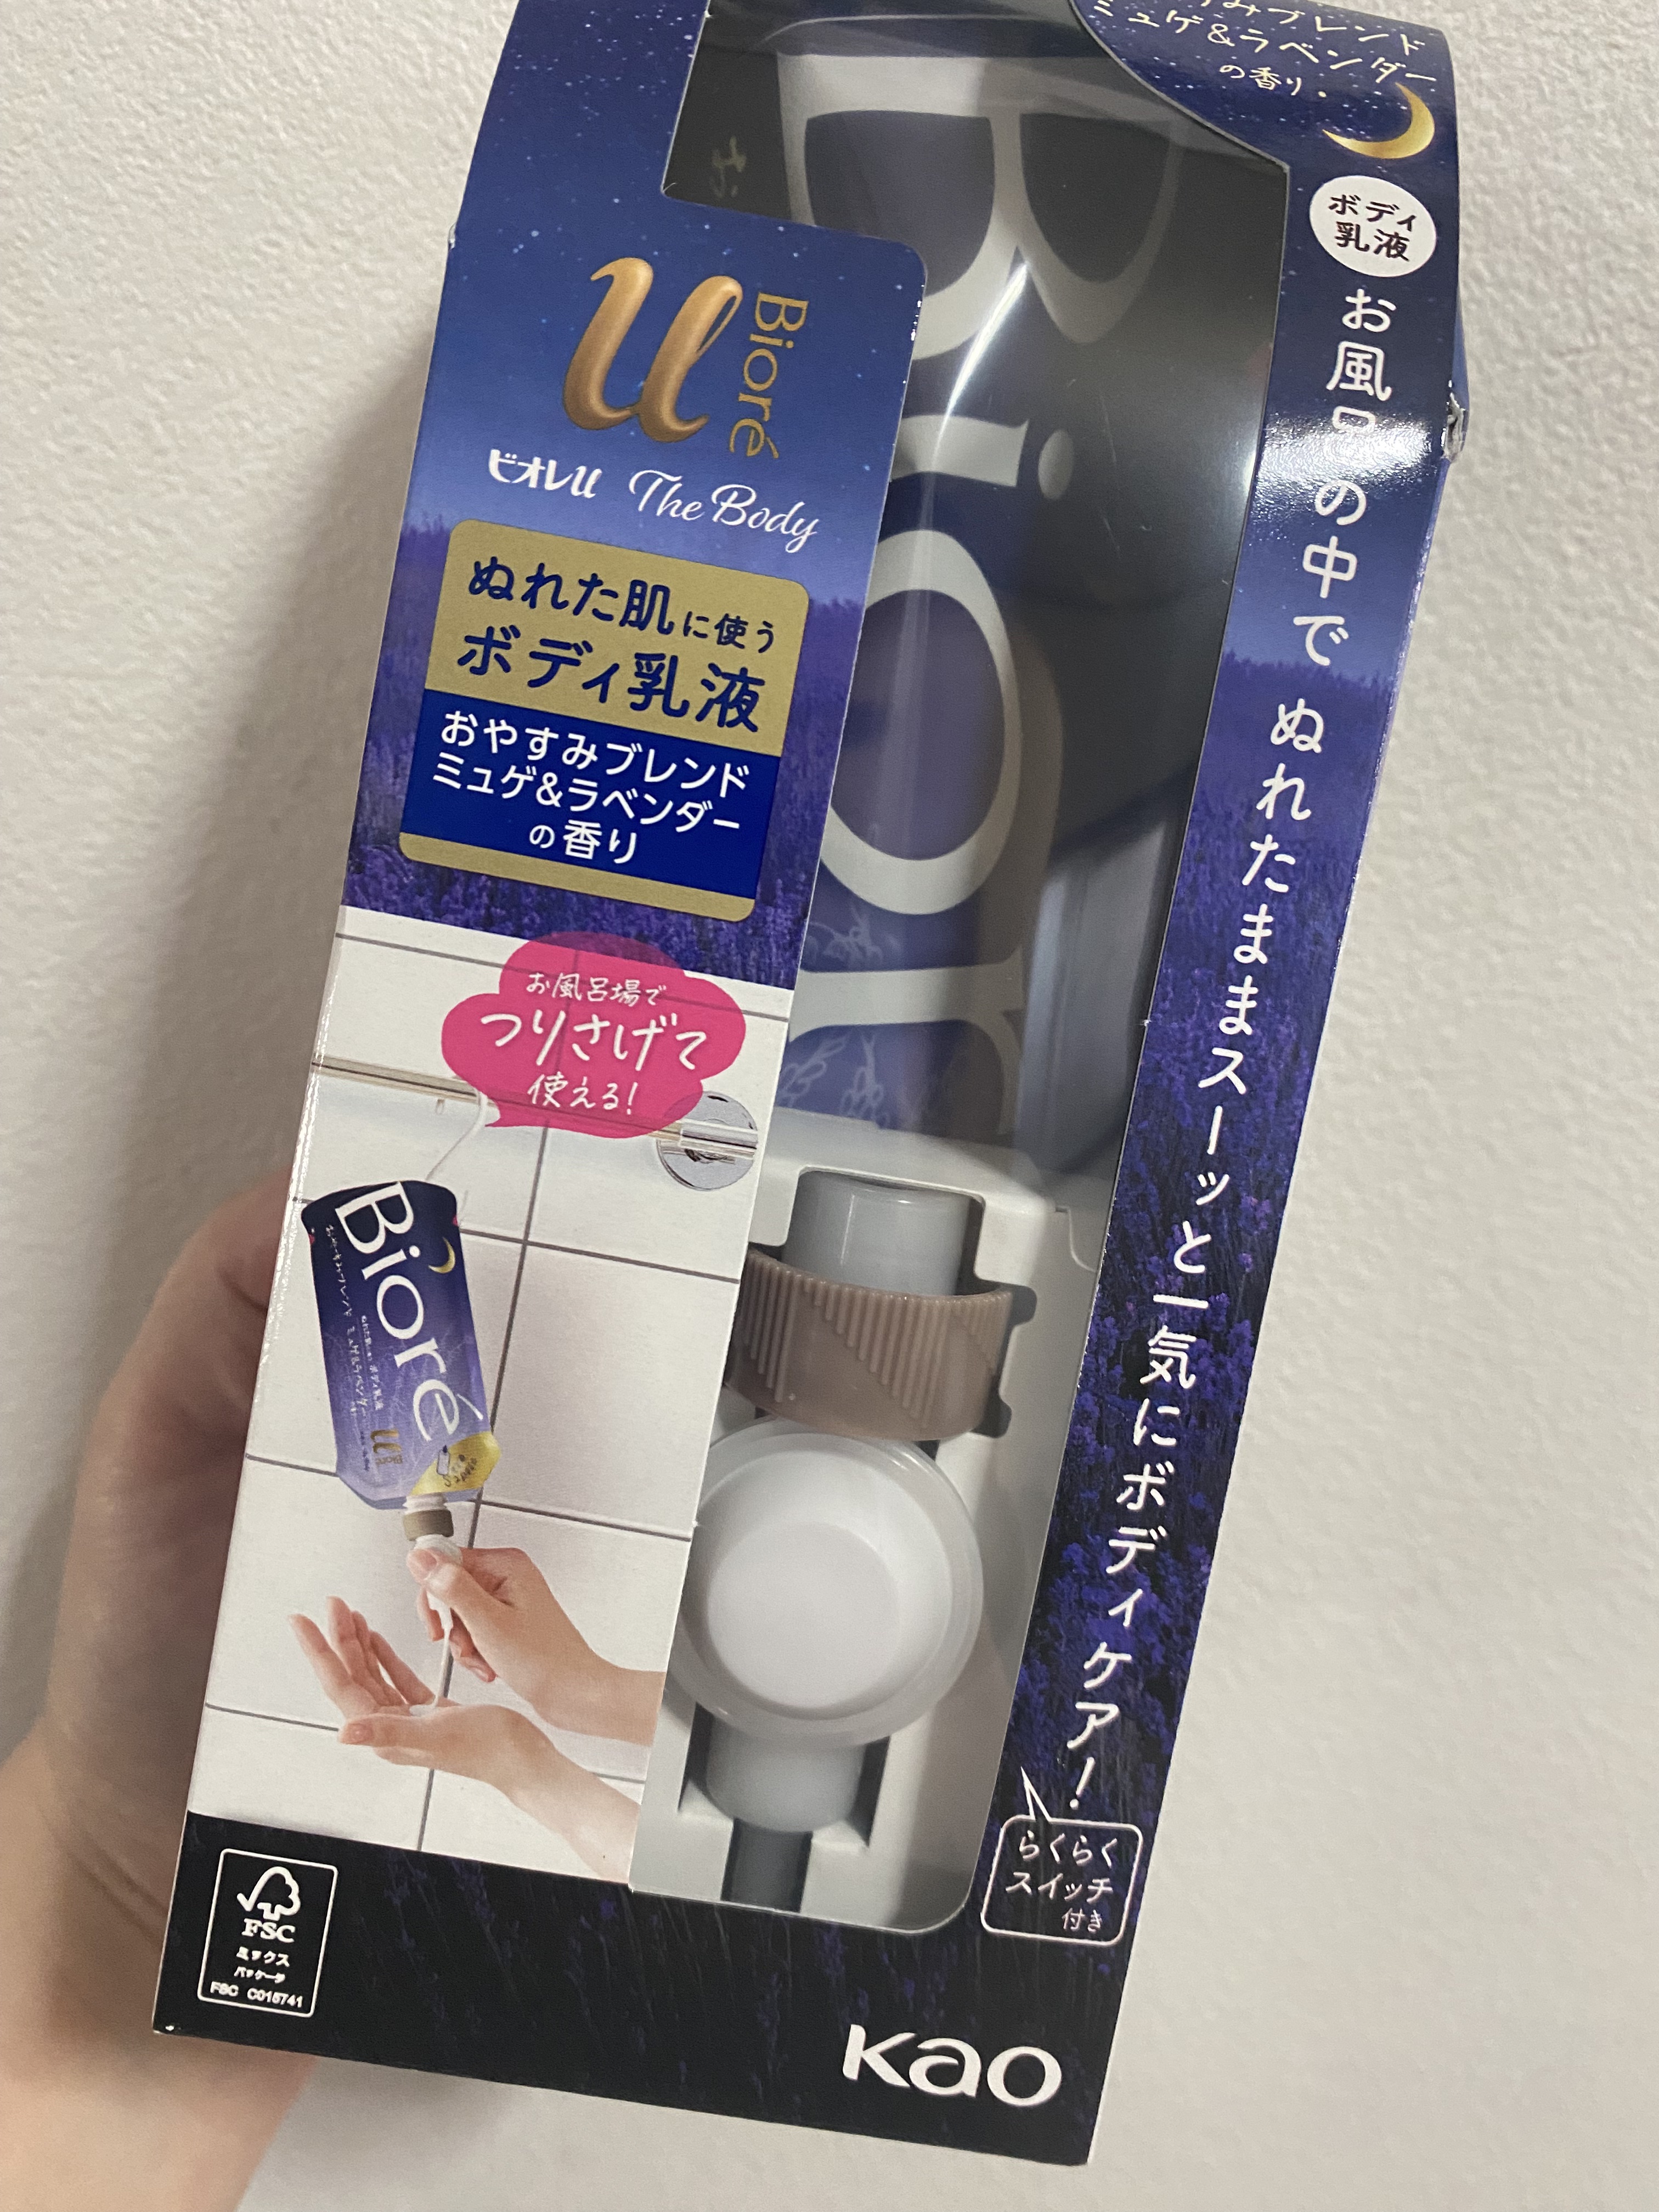 ミュゲ&ラベンダー
の香り
ボディ
乳液
お風呂の中で ぬれたままスーッと一気にボディケア!
らくらく
スイッチ
付き
u Bioré
ビオレu The Body
ぬれた肌に使う
ボディ乳液
おやすみブレンド
ミュゲ&ラベンダー
の香り
お風呂場で
つりさげて
使える!
Bioré
Bior
お
FSC
ミックス
パッケージ
FSC C015741
Kao